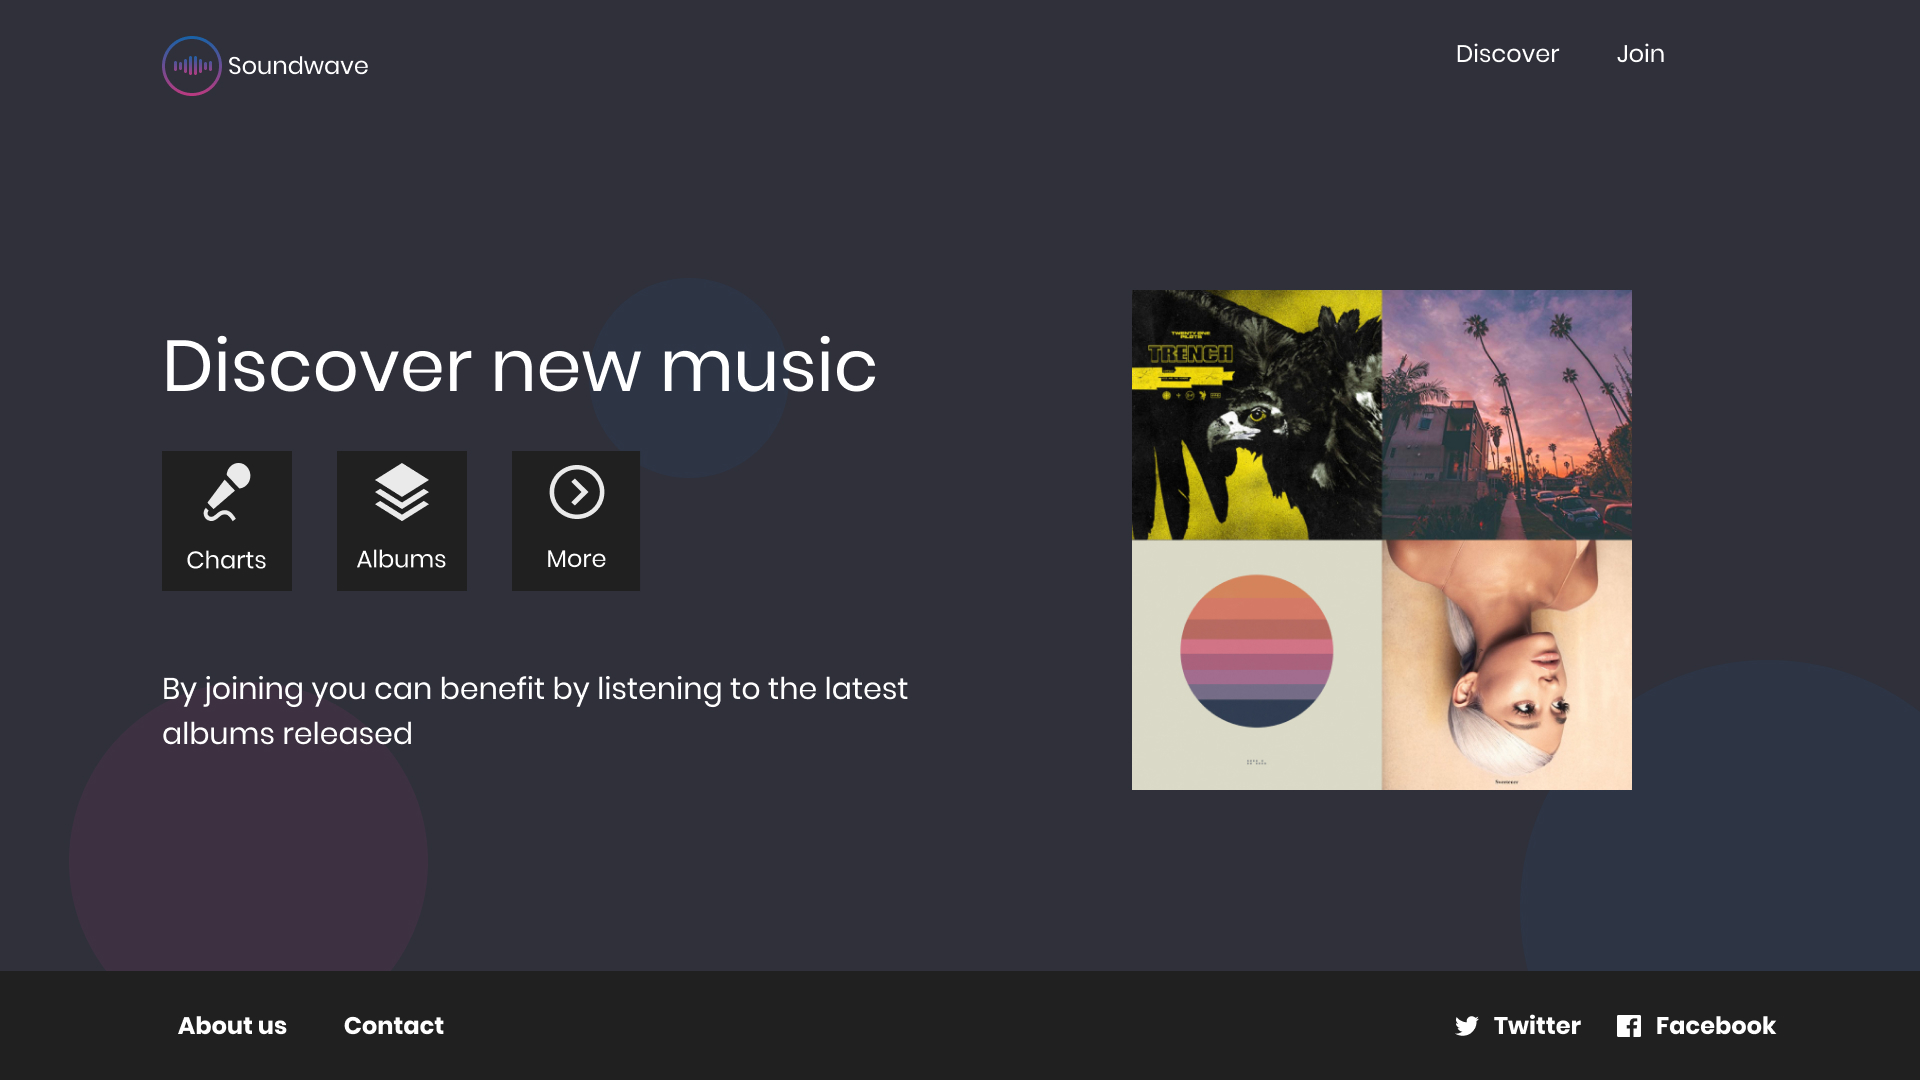 Soundwave
Discover
Join
Discover new music
TWENTY ONE
PILOTS
TRENCH
Charts
Albums
More
By joining you can benefit by listening to the latest
albums released
About us
Contact
Twitter
Facebook